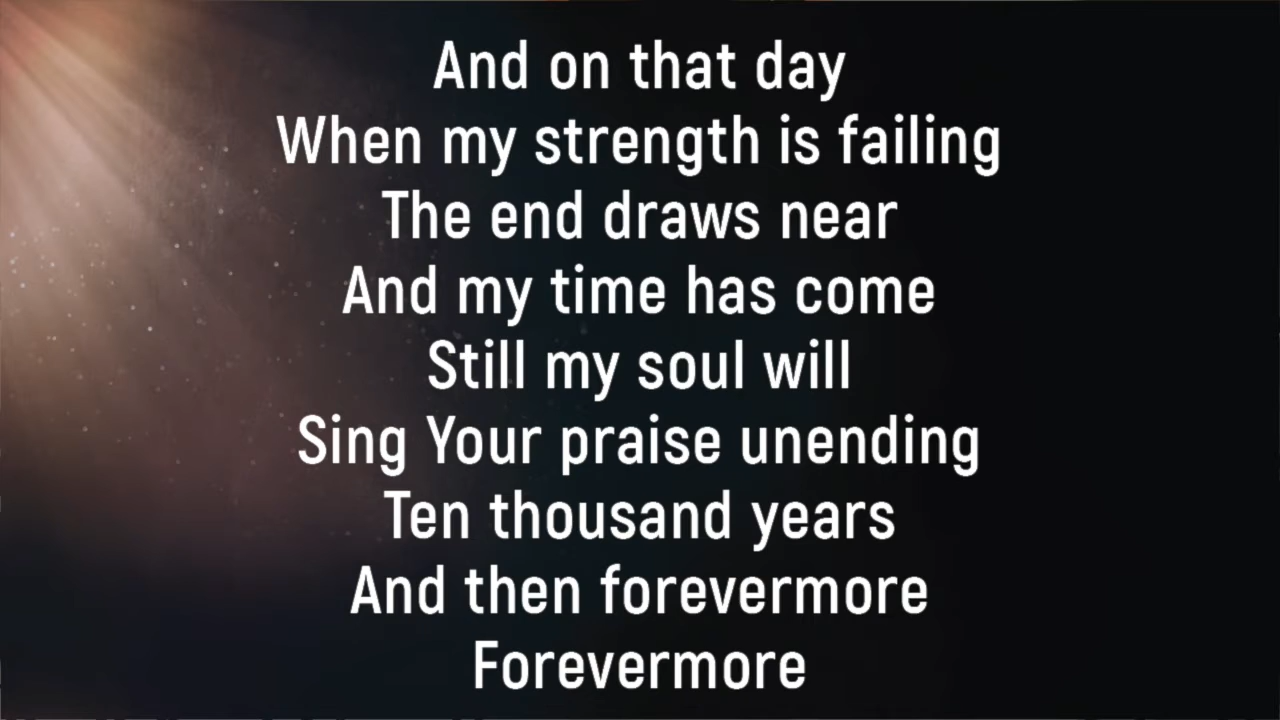 And on that day
When my strength is failing
The end draws near
And my time has come
Still my soul will
Sing Your praise unending
Ten thousand years
And then forevermore
Forevermore